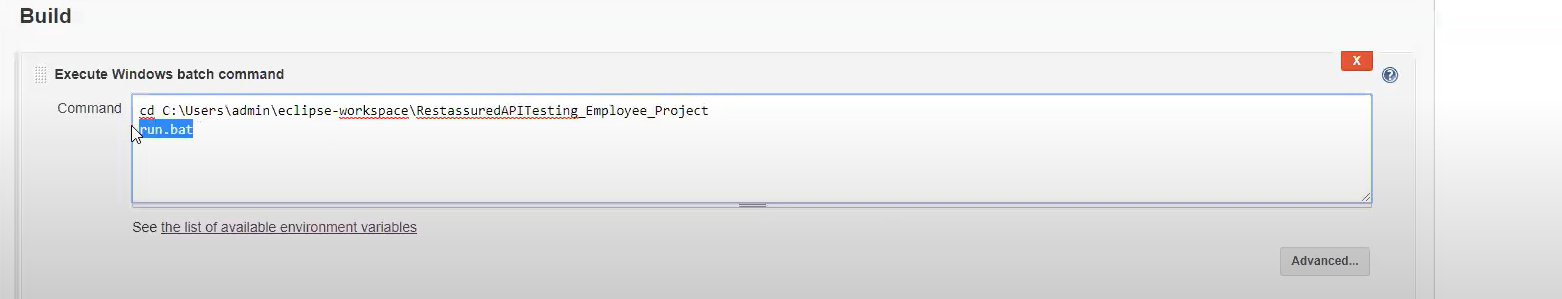 Build
Execute Windows batch command
X
Command
cd C:\Users\admin\eclipse-workspace\RestassuredAPITesting_Employee_Project
run.bat
See the list of available environment variables
Advanced...